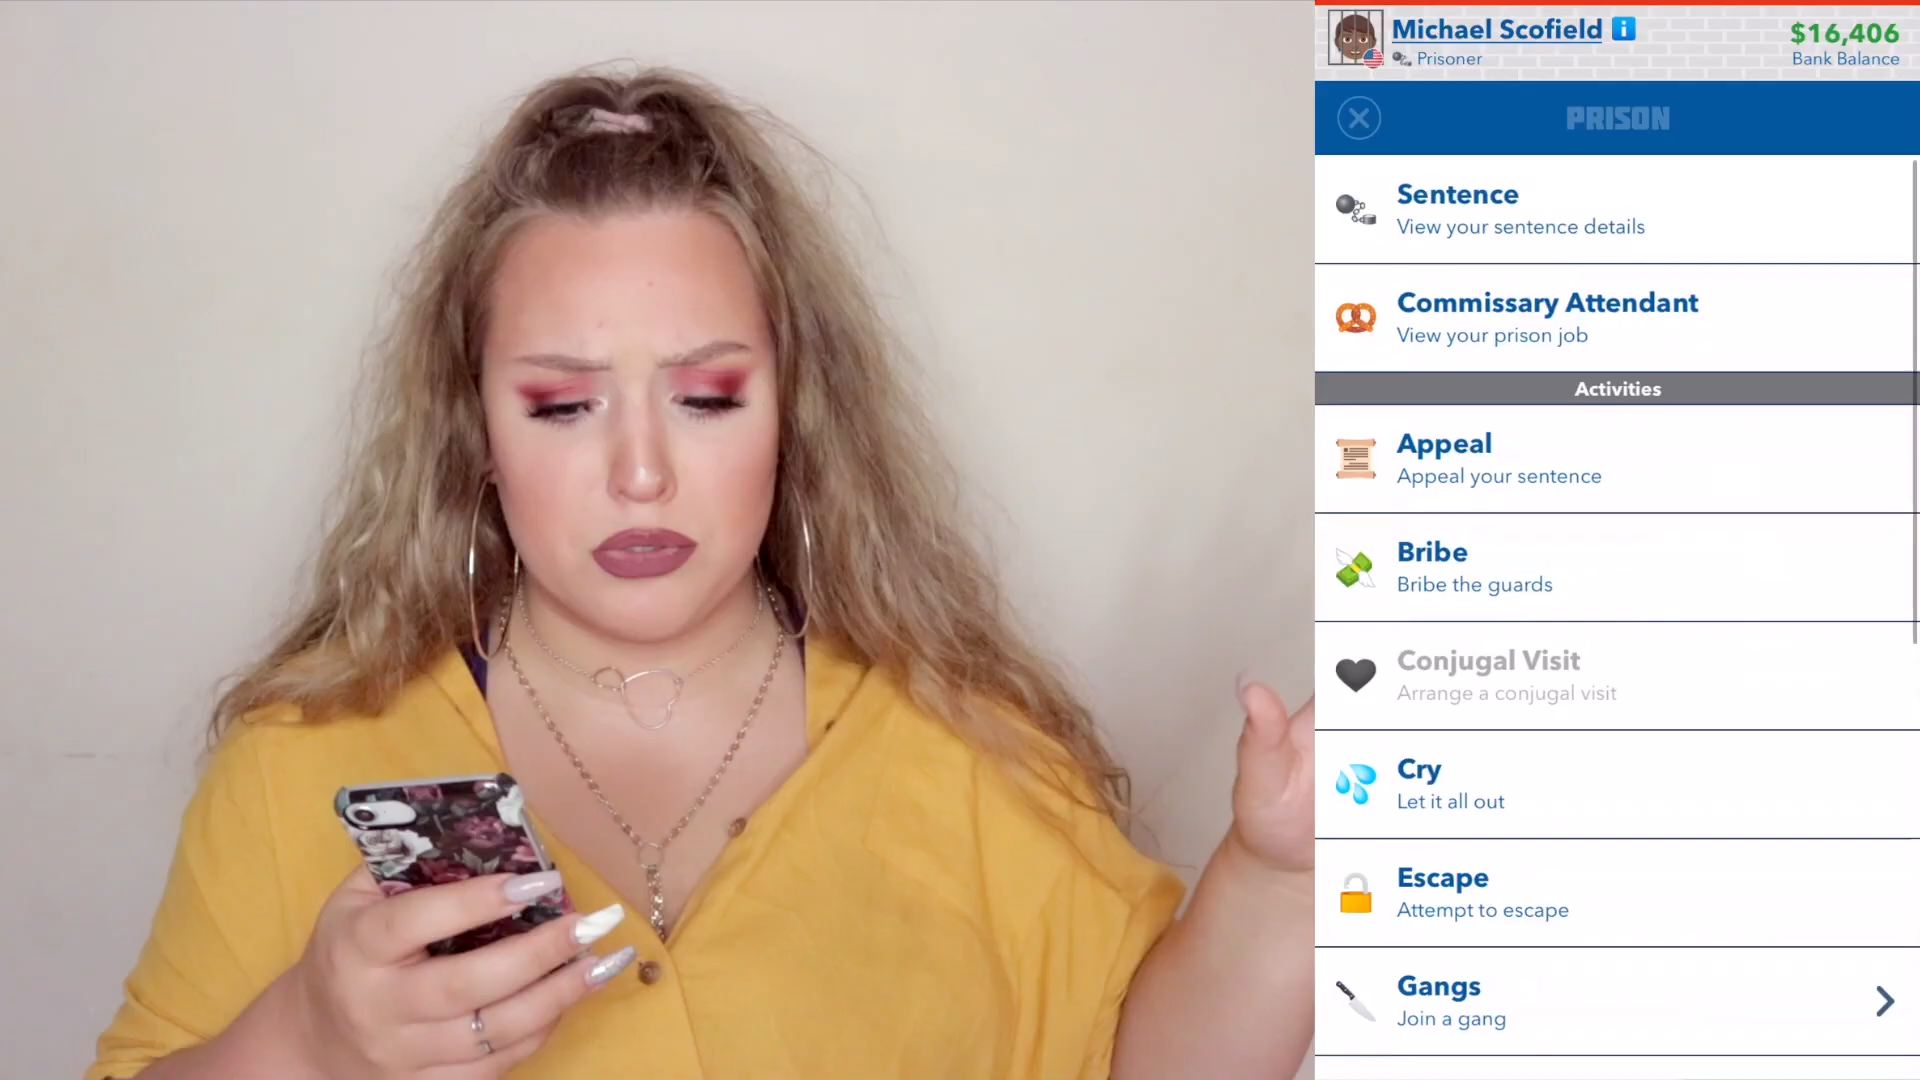 Michael Scofield
$16,406
Prisoner
Bank Balance
PRISON
Sentence
View your sentence details
Commissary Attendant
View your prison job
Activities
Appeal
Appeal your sentence
Bribe
Bribe the guards
Conjugal Visit
Arrange a conjugal visit
Cry
Let it all out
Escape
Attempt to escape
Gangs
Join a gang